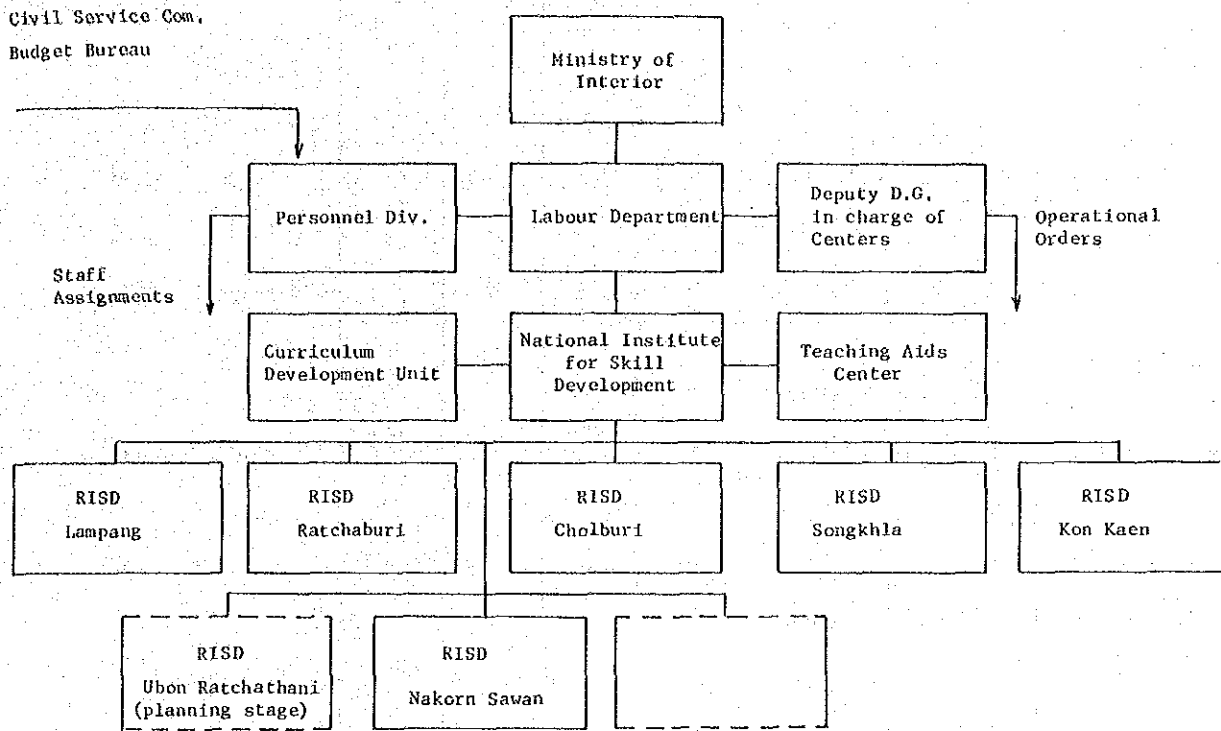 Civil Service Com.
Budget Bureau
Ministry of
Interior
Personnel Div.
Labour Department
Deputy D.G.
in charge of
Centers
Operational
Orders
Staff
Assignments
Curriculum
Development Unit
National Institute
for Skill
Development
Teaching Aids
Center
RISD
Lampang
RISD
Ratchaburi
RISD
Cholburi
RISD
Songkhla
RISD
Kon Kaen
RISD
Ubon Ratchathani
(planning stage)
RISD
Nakorn Sawan